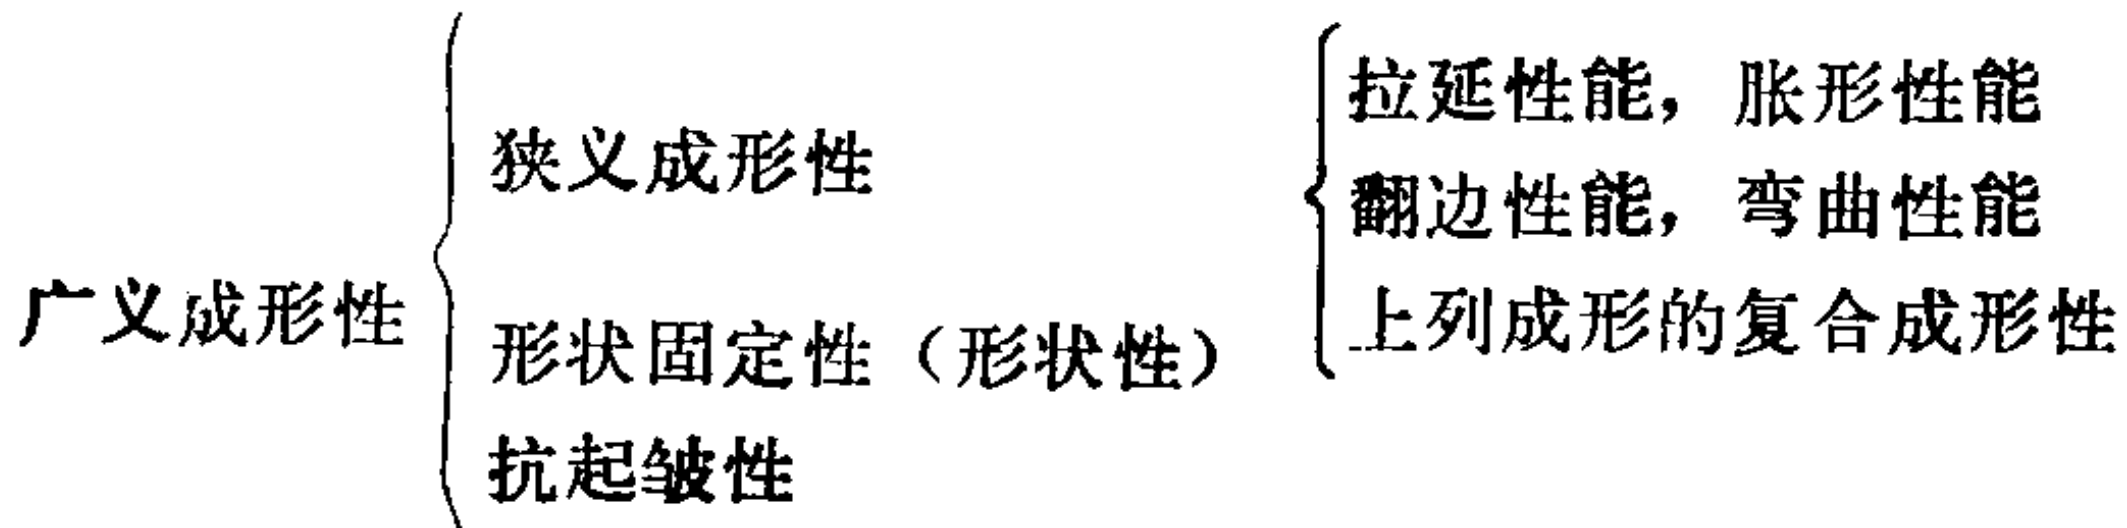 广义成形性
狭义成形性
形状固定性（形状性）
抗起皱性
拉延性能，胀形性能
翻边性能，弯曲性能
上列成形的复合成形性